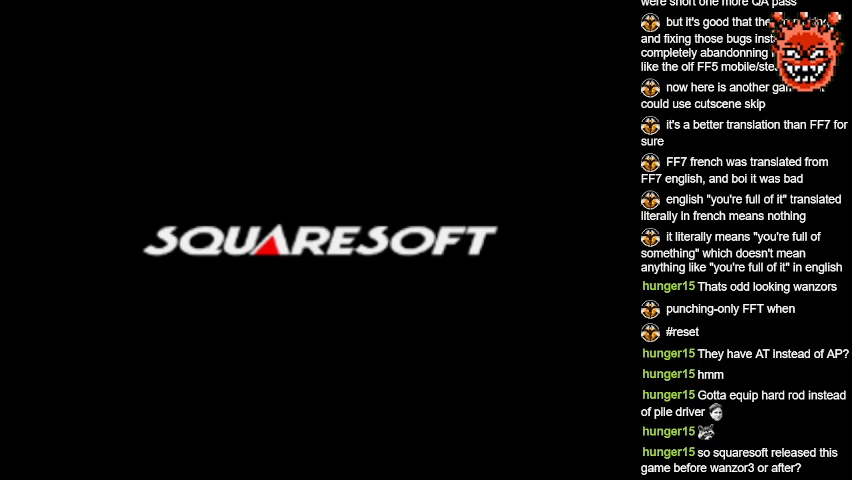 SQUARESOFT
were short one more QA pass
but it's good that the
and fixing those bugs inst
completely abandonning
like the olf FF5 mobile/ste
now here is another gam
could use cutscene skip
it's a better translation than FF7 for
sure
FF7 french was translated from
FF7 english, and boi it was bad
english "you're full of it" translated
literally in french means nothing
it literally means "you're full of
something" which doesn't mean
anything like "you're full of it" in english
hunger15 Thats odd looking wanzors
punching-only FFT when
#reset
hunger15 They have AT instead of AP?
hunger15 hmm
hunger15 Gotta equip hard rod instead
of pile driver
hunger15
hunger15 so squaresoft released this
game before wanzor3 or after?